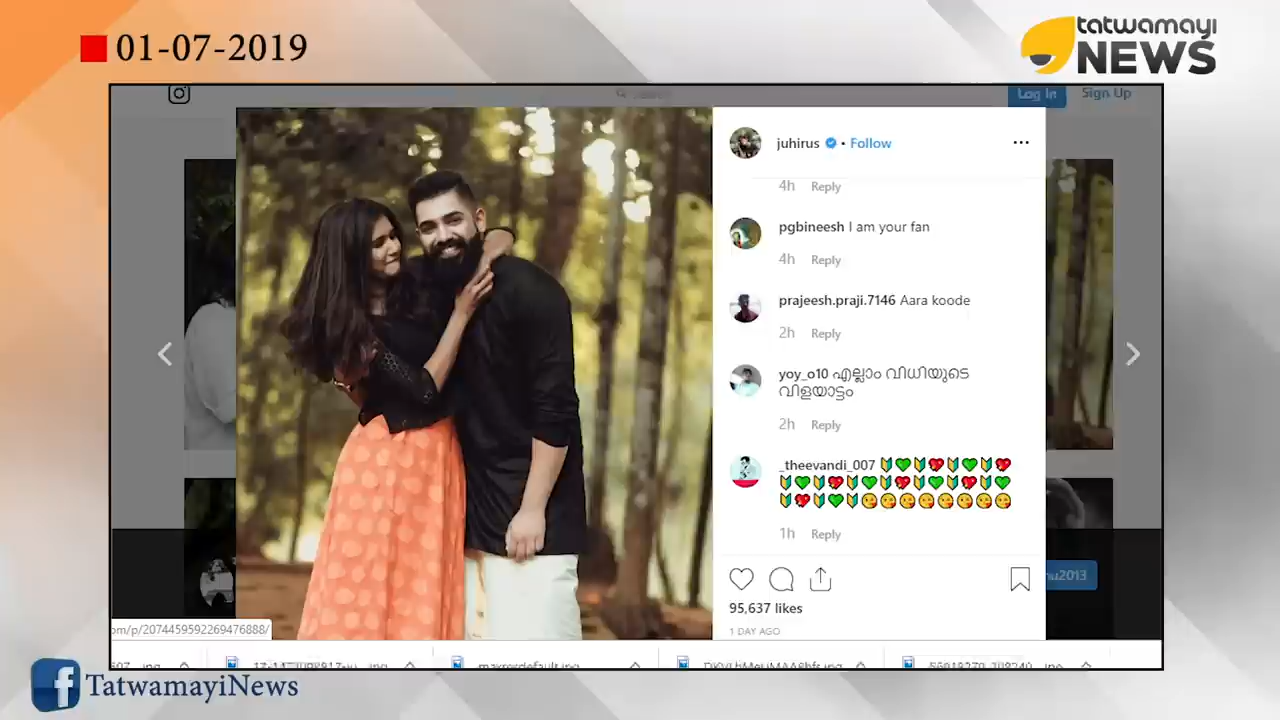 01-07-2019
tatwamayi
NEWS
Log In
Sign Up
juhirus • Follow
4h Reply
pgbineesh I am your fan
4h Reply
prajeesh.praji.7146 Aara koode
2h Reply
yoy_o10 എല്ലാം വിധിയുടെ
വിളയാട്ടം
2h Reply
_theevandi_007 🔰💚🔰💖🔰💚🔰💖
🔰💚🔰💖🔰💚🔰💖🔰💚🔰💖🔰💚
🔰💖🔰💚🔰😘😘😘😘😘😘😘😘
1h Reply
95,637 likes
1 DAY AGO
om/p/2074459592269476888/
TatwamayiNews